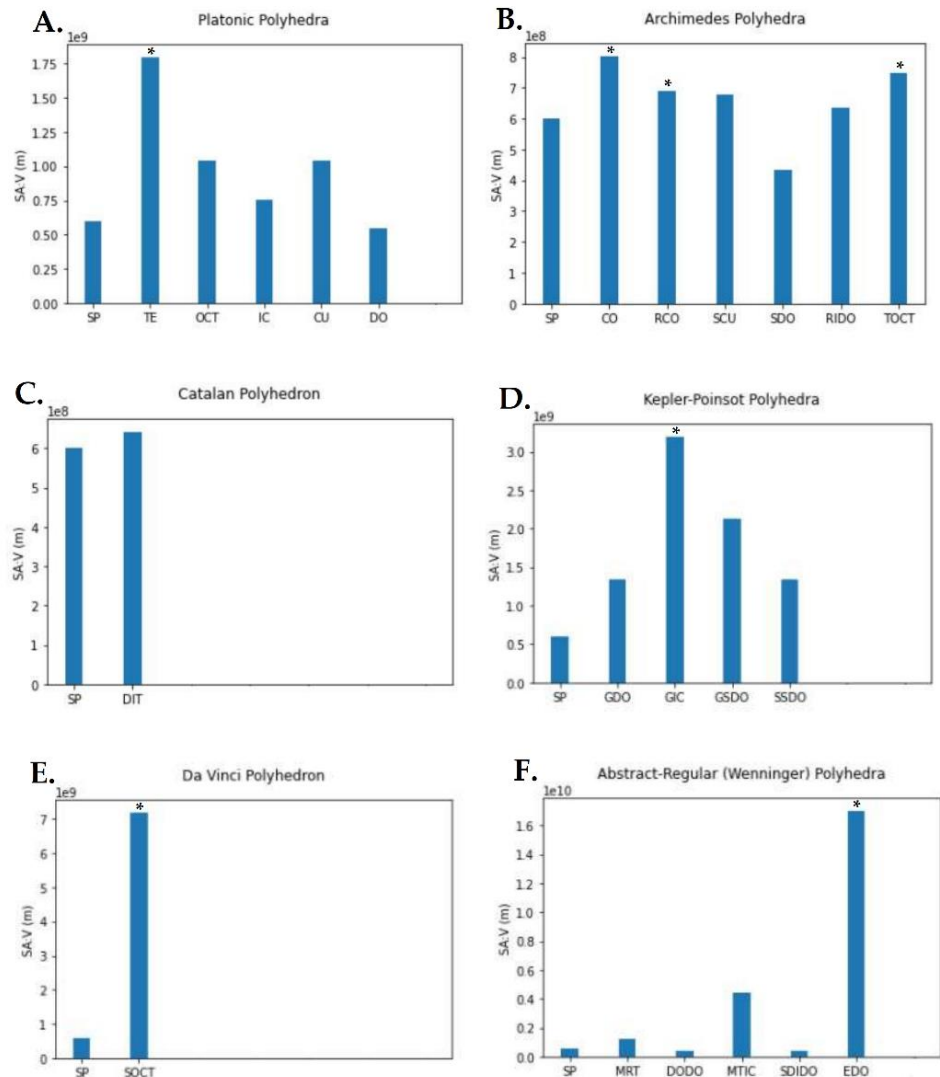 A.
Platonic Polyhedra
1e9
SA:V (m)
1.75
1.50
1.25
1.00
0.75
0.50
0.25
0.00
*
SP TE OCT IC CU DO
B.
Archimedes Polyhedra
1e8
SA:V (m)
8
7
6
5
4
3
2
1
0
* * *
SP CO RCO SCU SDO RIDO TOCT
C.
Catalan Polyhedron
1e8
SA:V (m)
6
5
4
3
2
1
0
SP DIT
D.
Kepler-Poinsot Polyhedra
1e9
SA:V (m)
3.0
2.5
2.0
1.5
1.0
0.5
0.0
*
SP GDO GIC GSDO SSDO
E.
Da Vinci Polyhedron
1e9
SA:V (m)
7
6
5
4
3
2
1
0
*
SP SOCT
F.
Abstract-Regular (Wenninger) Polyhedra
1e10
SA:V (m)
1.6
1.4
1.2
1.0
0.8
0.6
0.4
0.2
0.0
*
SP MRT DODO MTIC SDIDO EDO